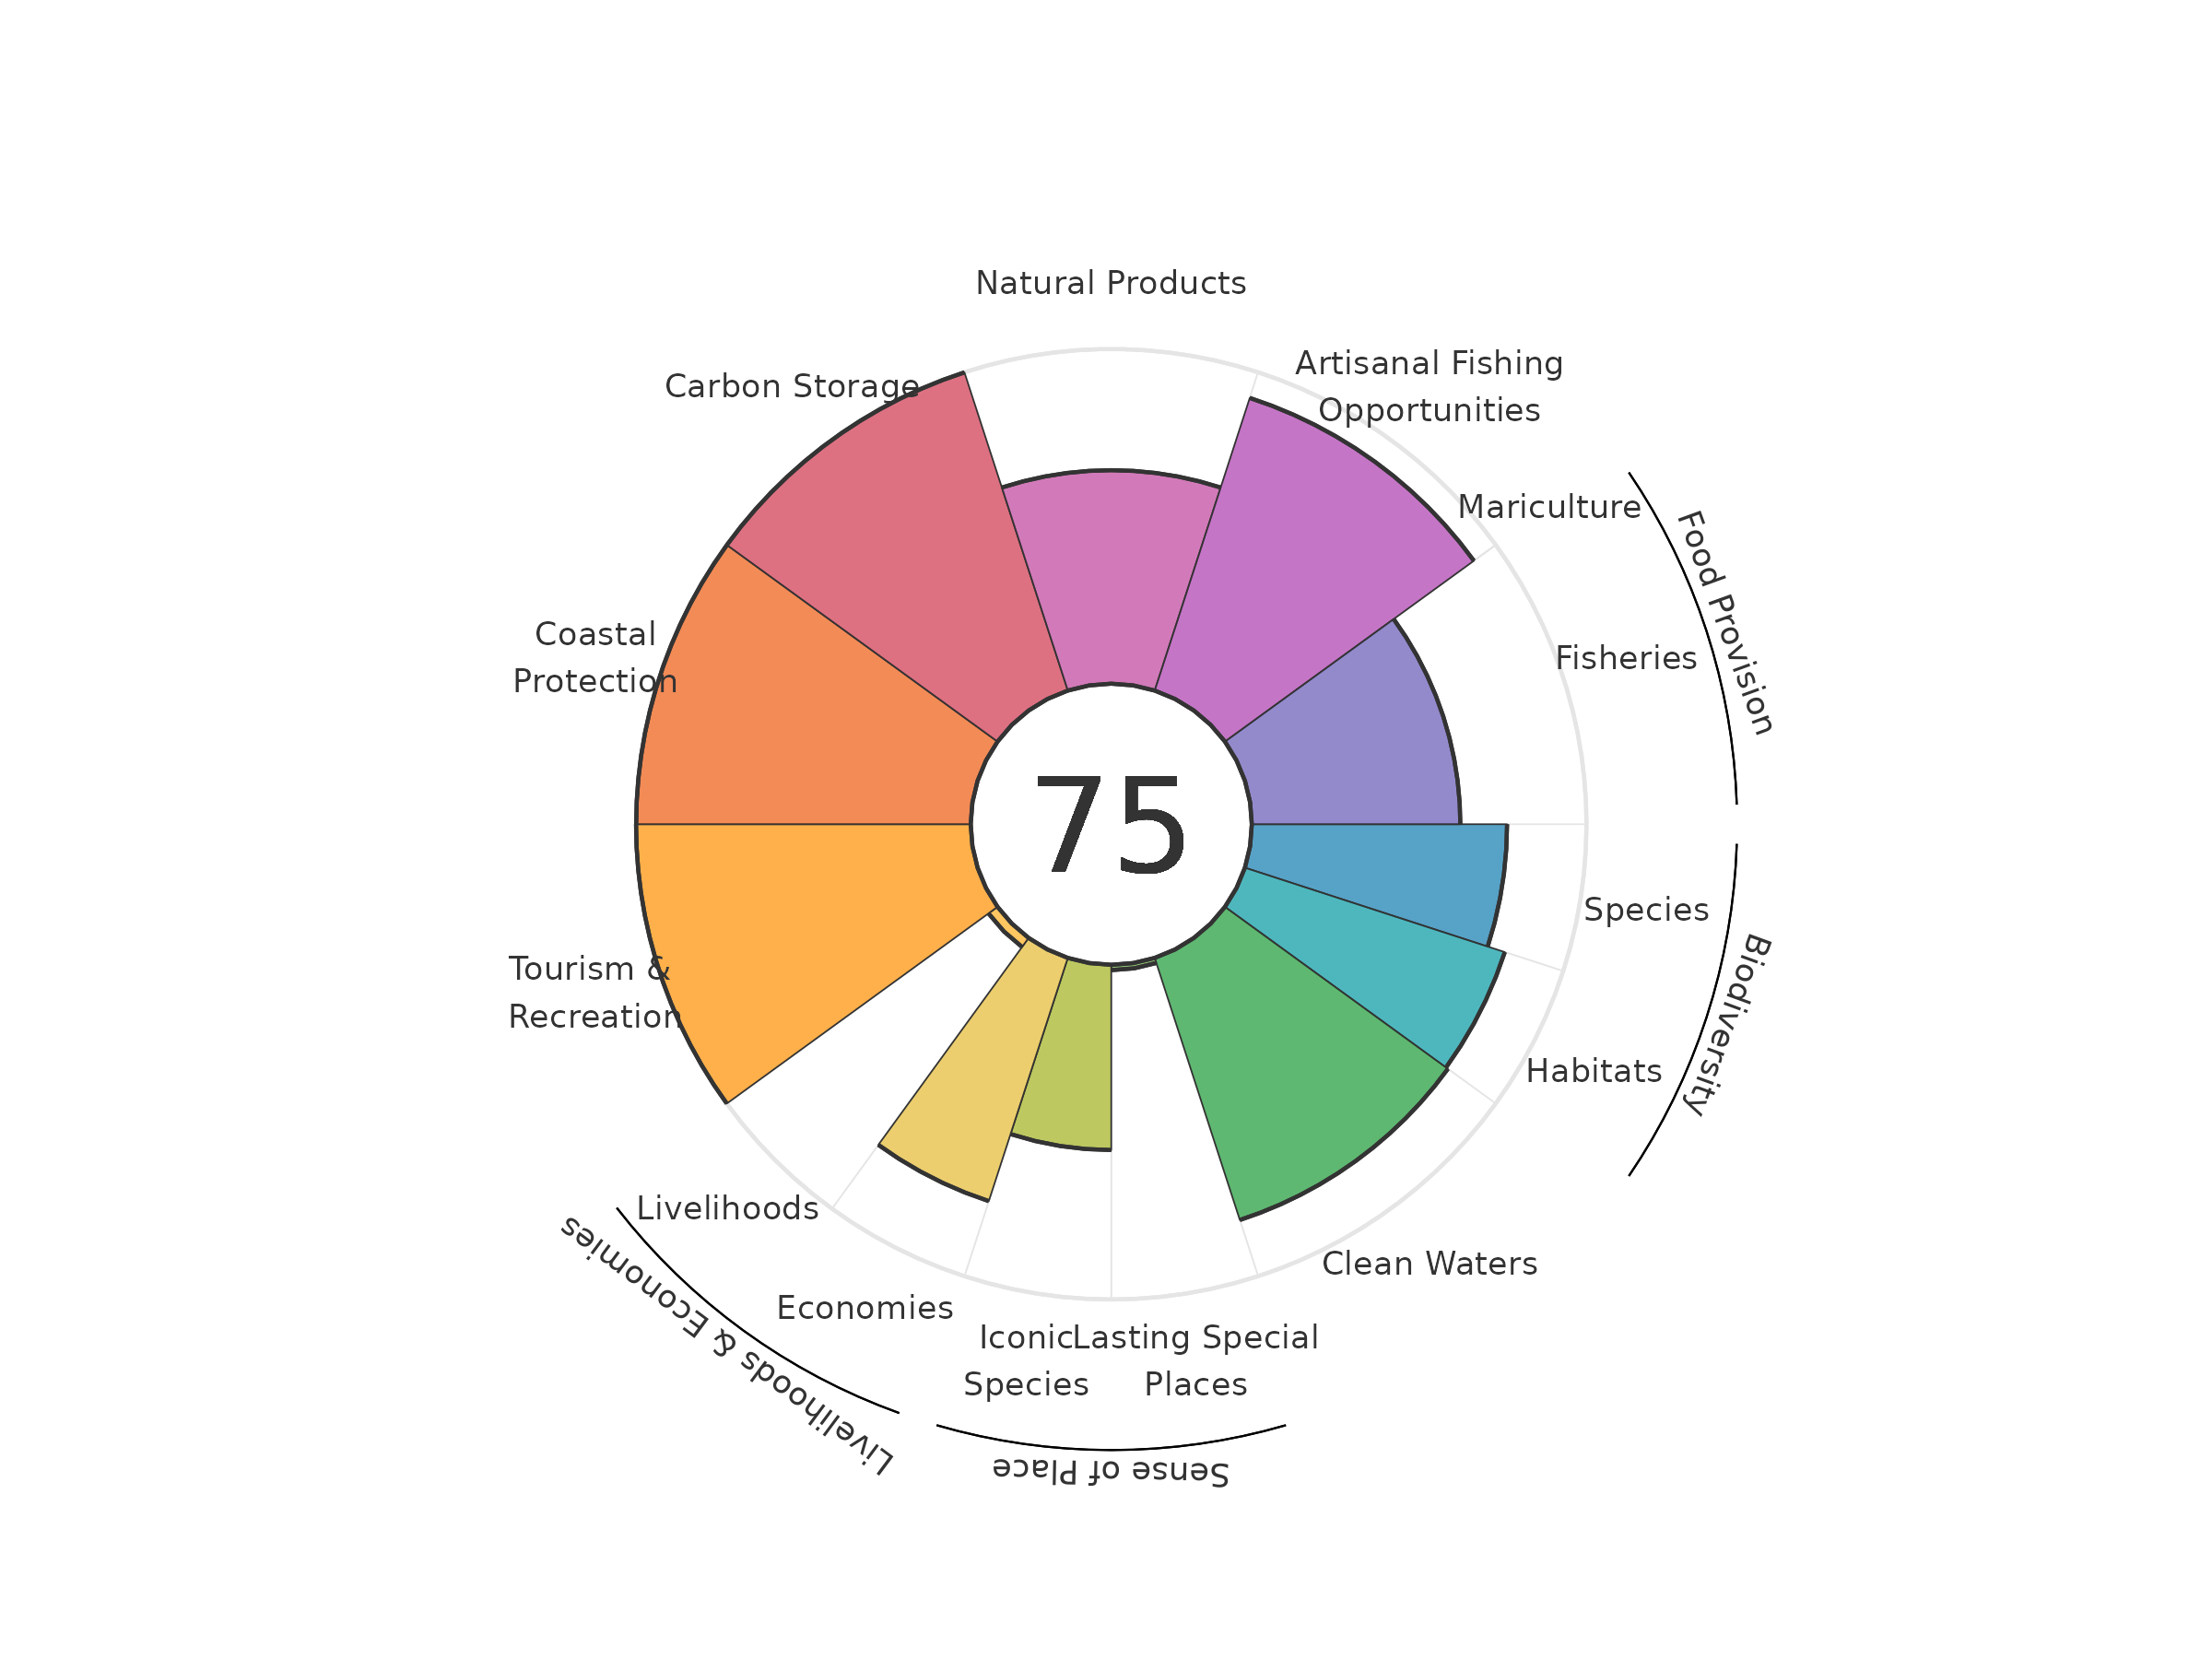 Natural Products
Artisanal Fishing
Opportunities
Carbon Storage
Mariculture
Food Provision
Fisheries
Coastal
Protection
75
Species
Biodiversity
Tourism &
Recreation
Habitats
Livelihoods
Livelihoods & Economies
Clean Waters
Economies
Iconic
Species
Lasting Special
Places
Sense of Place